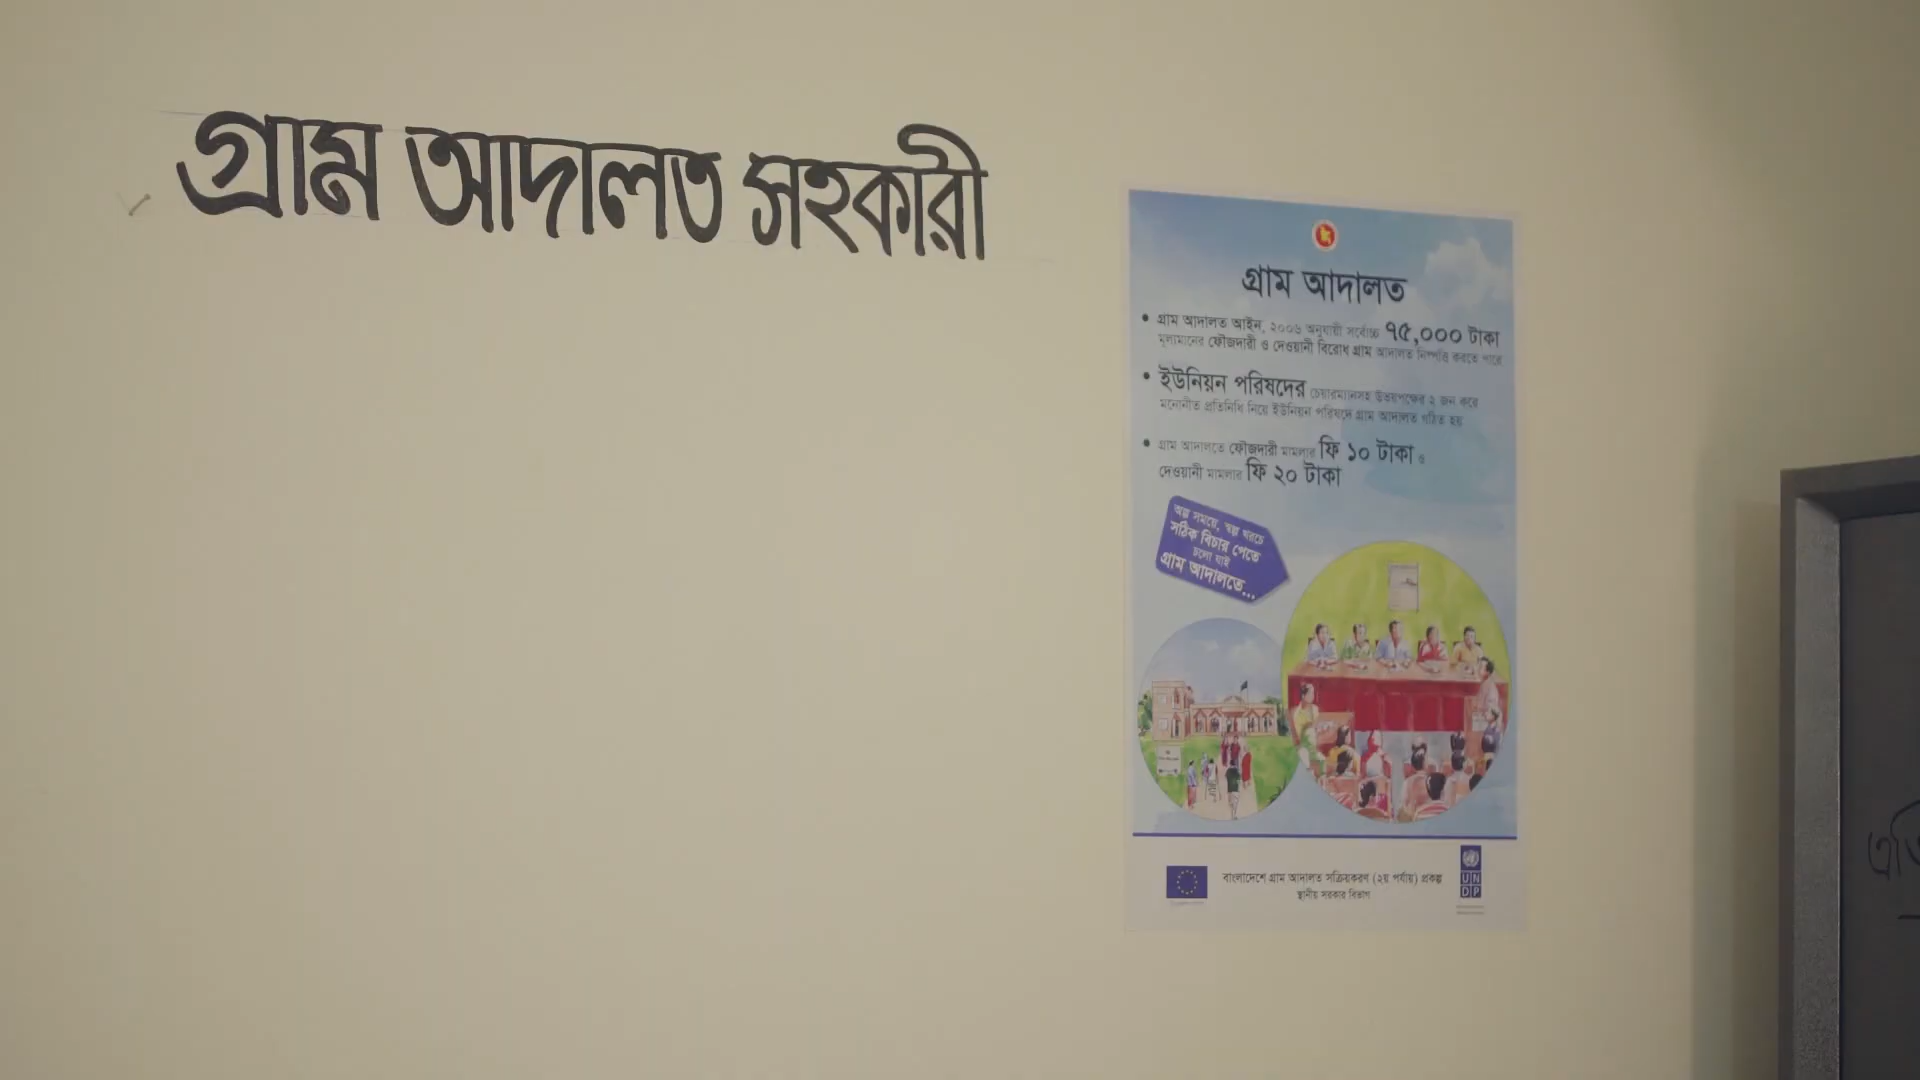 গ্রাম আদালত সহকারী
গ্রাম আদালত
• গ্রাম আদালত আইন, ২০০৬ অনুযায়ী সর্বোচ্চ ৭৫,০০০ টাকা
মূল্যমানের ফৌজদারী ও দেওয়ানী বিরোধ গ্রাম আদালত নিষ্পত্তি করতে পারে
• ইউনিয়ন পরিষদের চেয়ারম্যানসহ উভয়পক্ষের ২ জন করে
মনোনীত প্রতিনিধি নিয়ে ইউনিয়ন পরিষদে গ্রাম আদালত গঠিত হয়
• গ্রাম আদালতে ফৌজদারী মামলার ফি ১০ টাকা ও
দেওয়ানী মামলার ফি ২০ টাকা
অল্প সময়ে, স্বল্প খরচে
সঠিক বিচার পেতে
চলো যাই
গ্রাম আদালতে...
বাংলাদেশে গ্রাম আদালত সক্রিয়করণ (২য় পর্যায়) প্রকল্প
স্থানীয় সরকার বিভাগ
UN
DP